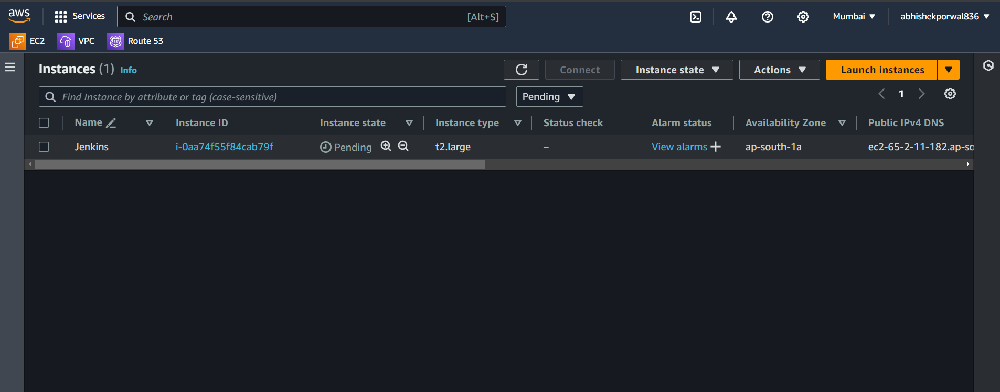 aws Services Search [Alt+S] Mumbai abhishekporwal836
EC2 VPC 53 Route 53
Instances (1) Info Connect Instance state Actions Launch instances
Find Instance by attribute or tag (case-sensitive) Pending 1
Name Instance ID Instance state Instance type Status check Alarm status Availability Zone Public IPv4 DNS
Jenkins i-0aa74f55f84cab79f Pending t2.large – View alarms + ap-south-1a ec2-65-2-11-182.ap-so